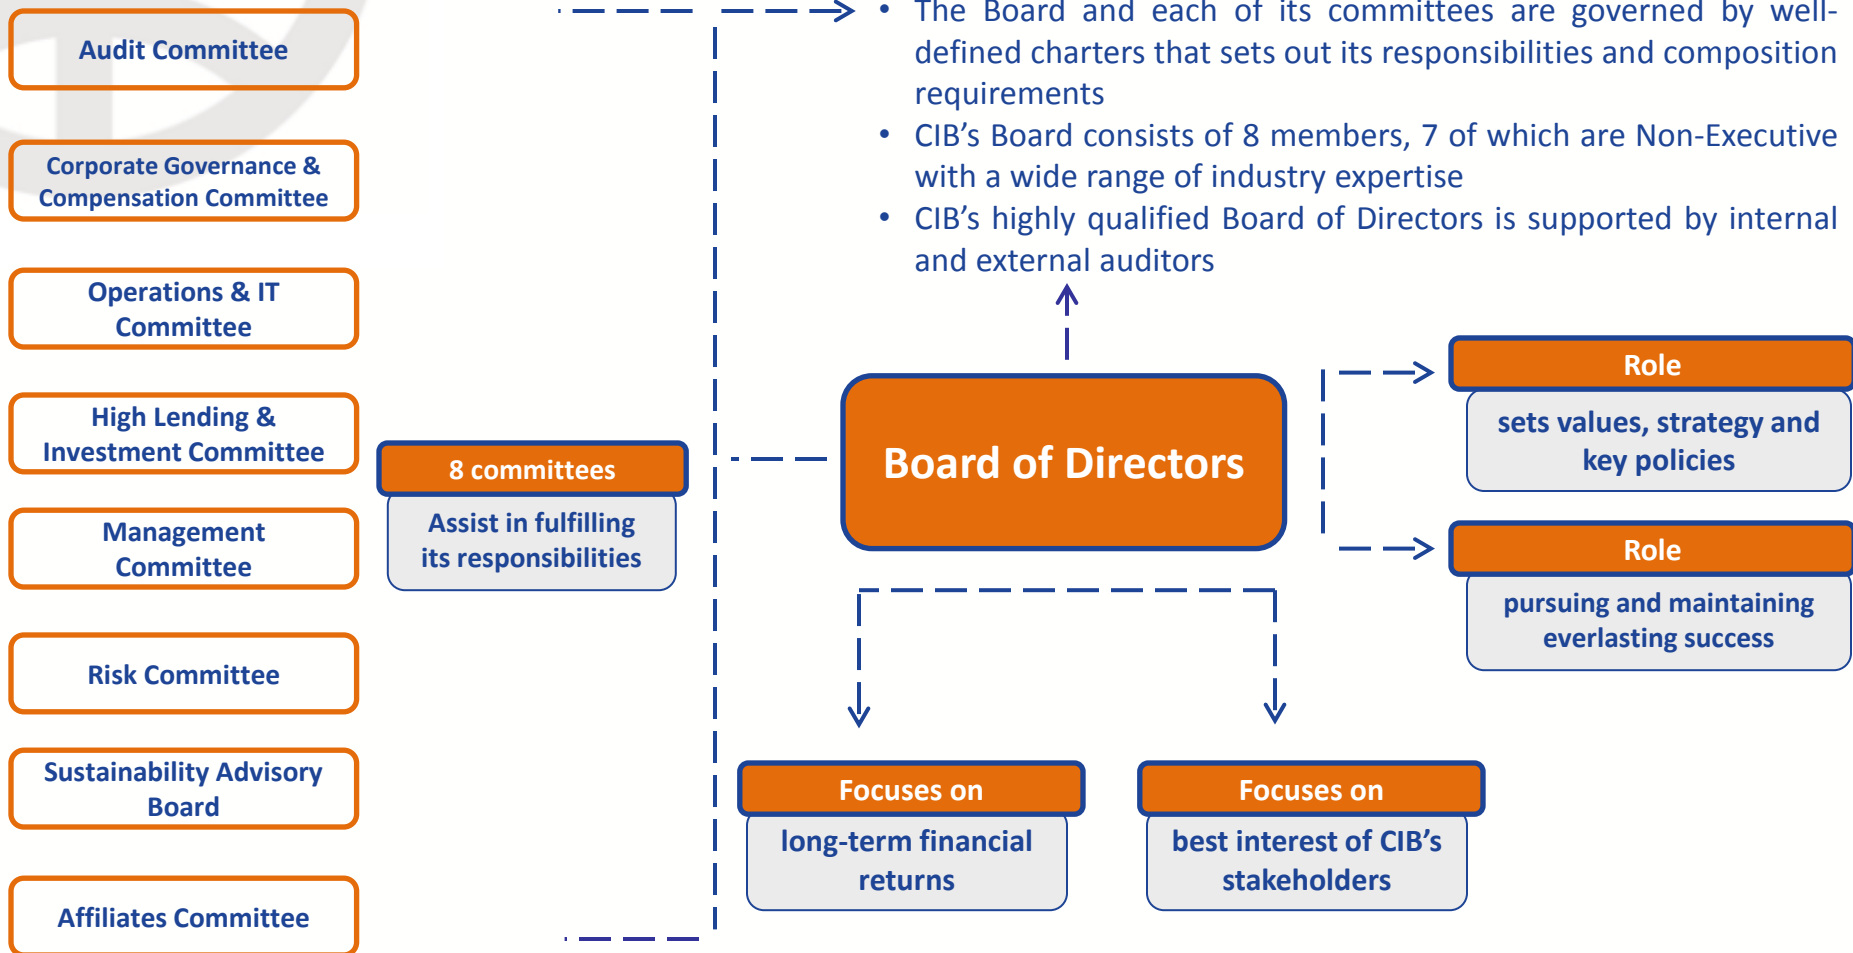 Audit Committee
Corporate Governance &
Compensation Committee
Operations & IT
Committee
High Lending &
Investment Committee
Management
Committee
Risk Committee
Sustainability Advisory
Board
Affiliates Committee
8 committees
Assist in fulfilling
its responsibilities
• The Board and each of its committees are governed by well-
defined charters that sets out its responsibilities and composition
requirements
• CIB’s Board consists of 8 members, 7 of which are Non-Executive
with a wide range of industry expertise
• CIB’s highly qualified Board of Directors is supported by internal
and external auditors
Board of Directors
Role
sets values, strategy and
key policies
Role
pursuing and maintaining
everlasting success
Focuses on
long-term financial
returns
Focuses on
best interest of CIB’s
stakeholders